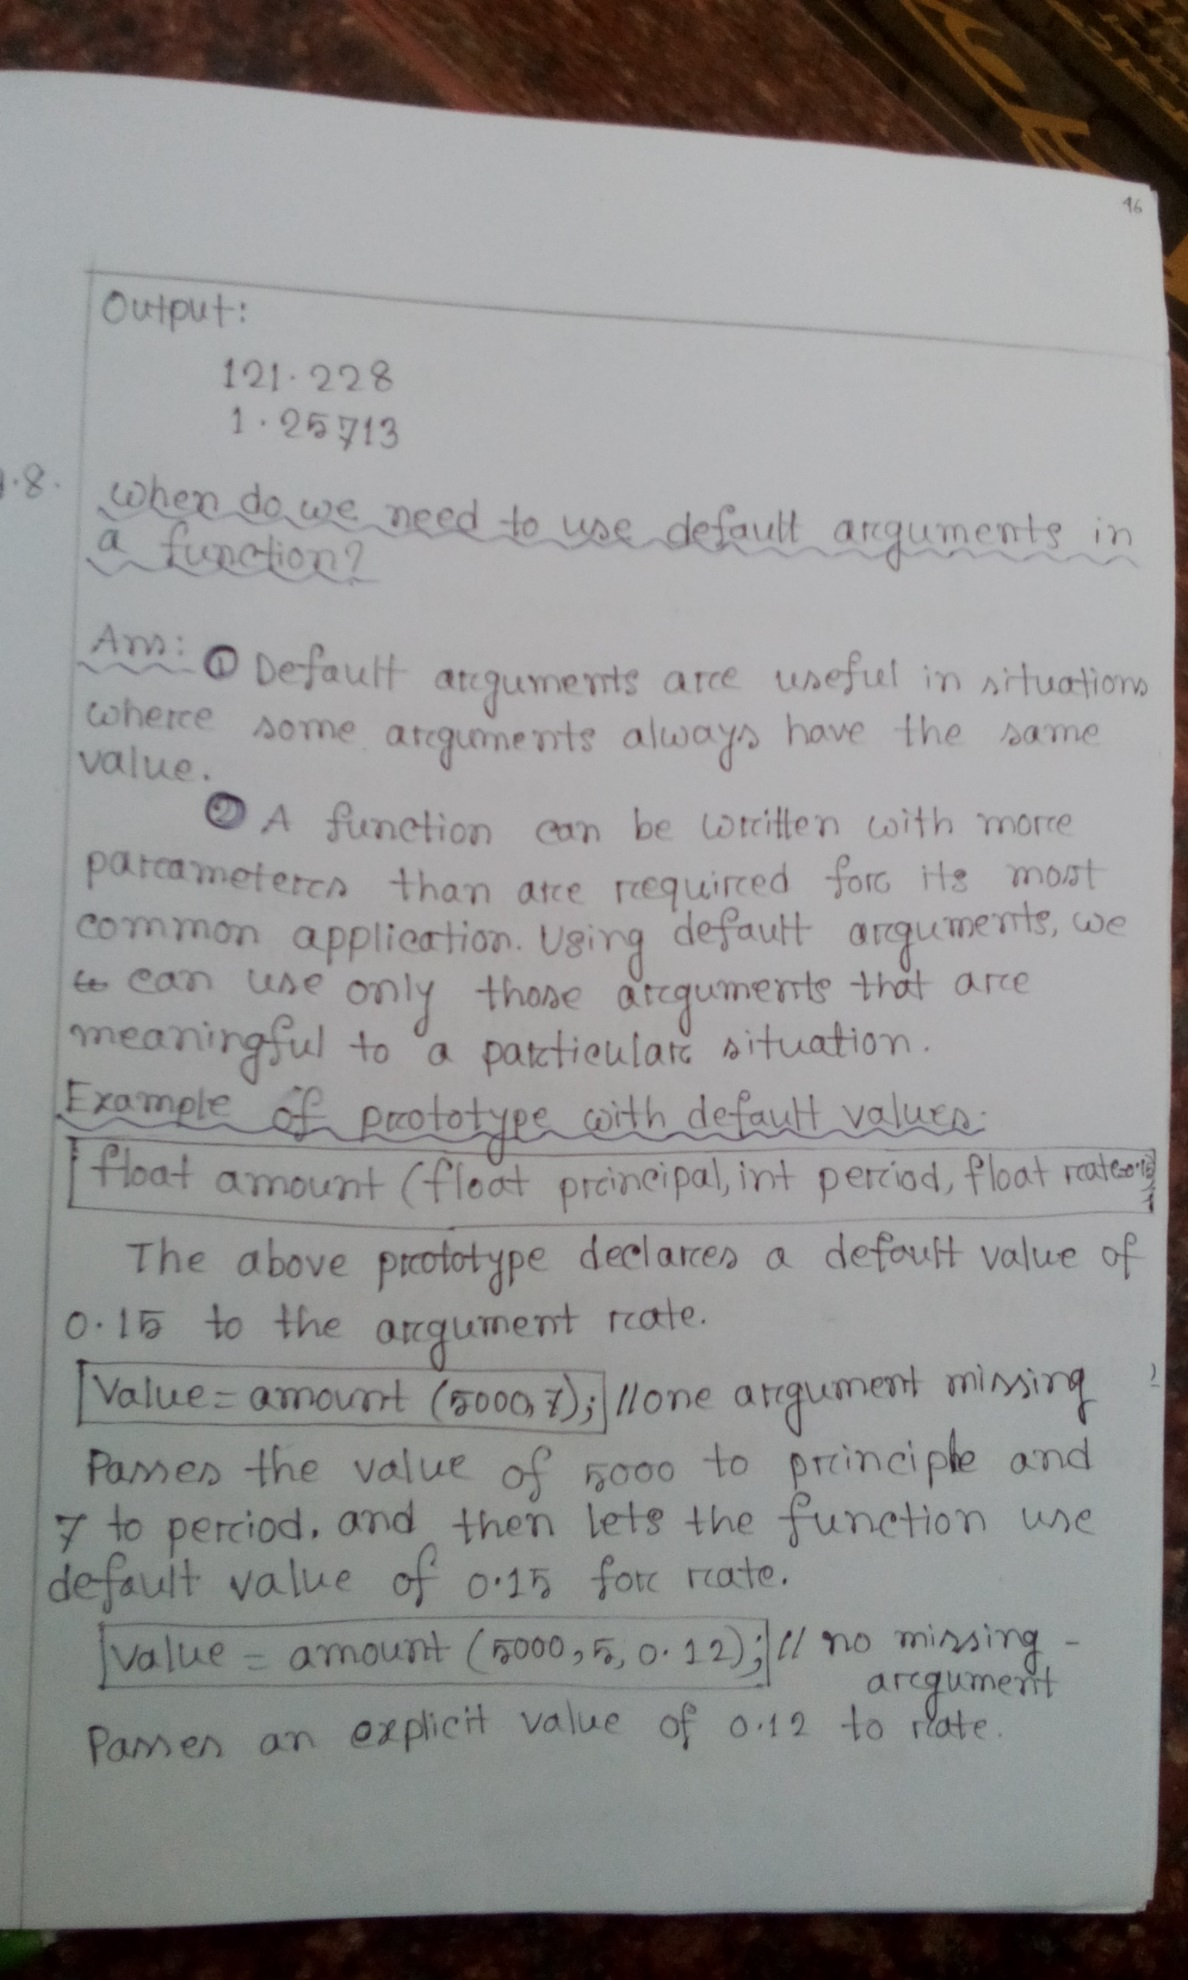 16
Output:
121.228
1.25713
.8.
When do we need to use default arguments in
a function?
Ans: ① Default arguments are useful in situations
where some arguments always have the same
value.
② A function can be written with more
parameters than are required for its most
common application. Using default arguments, we
can use only those arguments that are
meaningful to a particular situation.
Example of prototype with default values:
float amount (float principal, int period, float rate=0.15);
The above prototype declares a default value of
0.15 to the argument rate.
Value = amount (5000, 7); //one argument missing
Passes the value of 5000 to principle and
7 to period. and then lets the function use
default value of 0.15 for rate.
Value = amount (5000, 5, 0.12); // no missing -
argument
Passes an explicit value of 0.12 to rate.